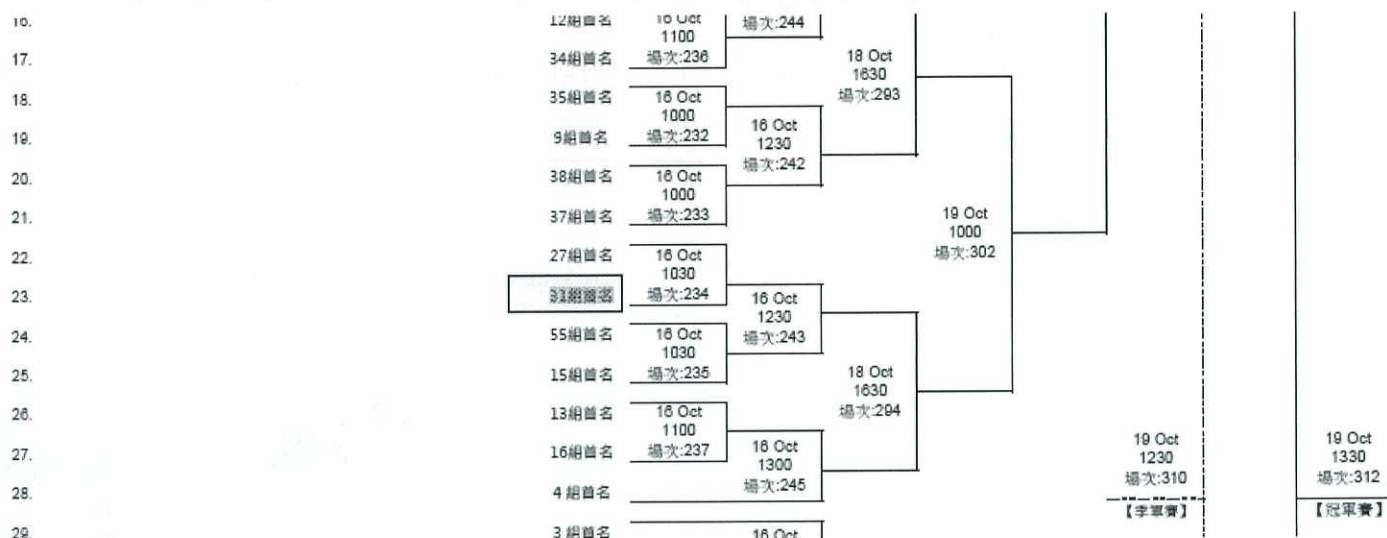 16.
12組首名
16 Oct
1100
場次:236
場次:244
17.
34組首名
18 Oct
1630
場次:293
18.
35組首名
16 Oct
1000
場次:232
19.
9組首名
16 Oct
1230
場次:242
20.
38組首名
16 Oct
1000
場次:233
21.
37組首名
19 Oct
1000
場次:302
22.
27組首名
16 Oct
1030
場次:234
23.
31組首名
16 Oct
1230
場次:243
24.
55組首名
16 Oct
1030
場次:235
25.
15組首名
18 Oct
1630
場次:294
26.
13組首名
16 Oct
1100
場次:237
27.
16組首名
16 Oct
1300
場次:245
19 Oct
1230
場次:310
【季軍賽】
19 Oct
1330
場次:312
【冠軍賽】
28.
4 組首名
29.
3 組首名
16 Oct